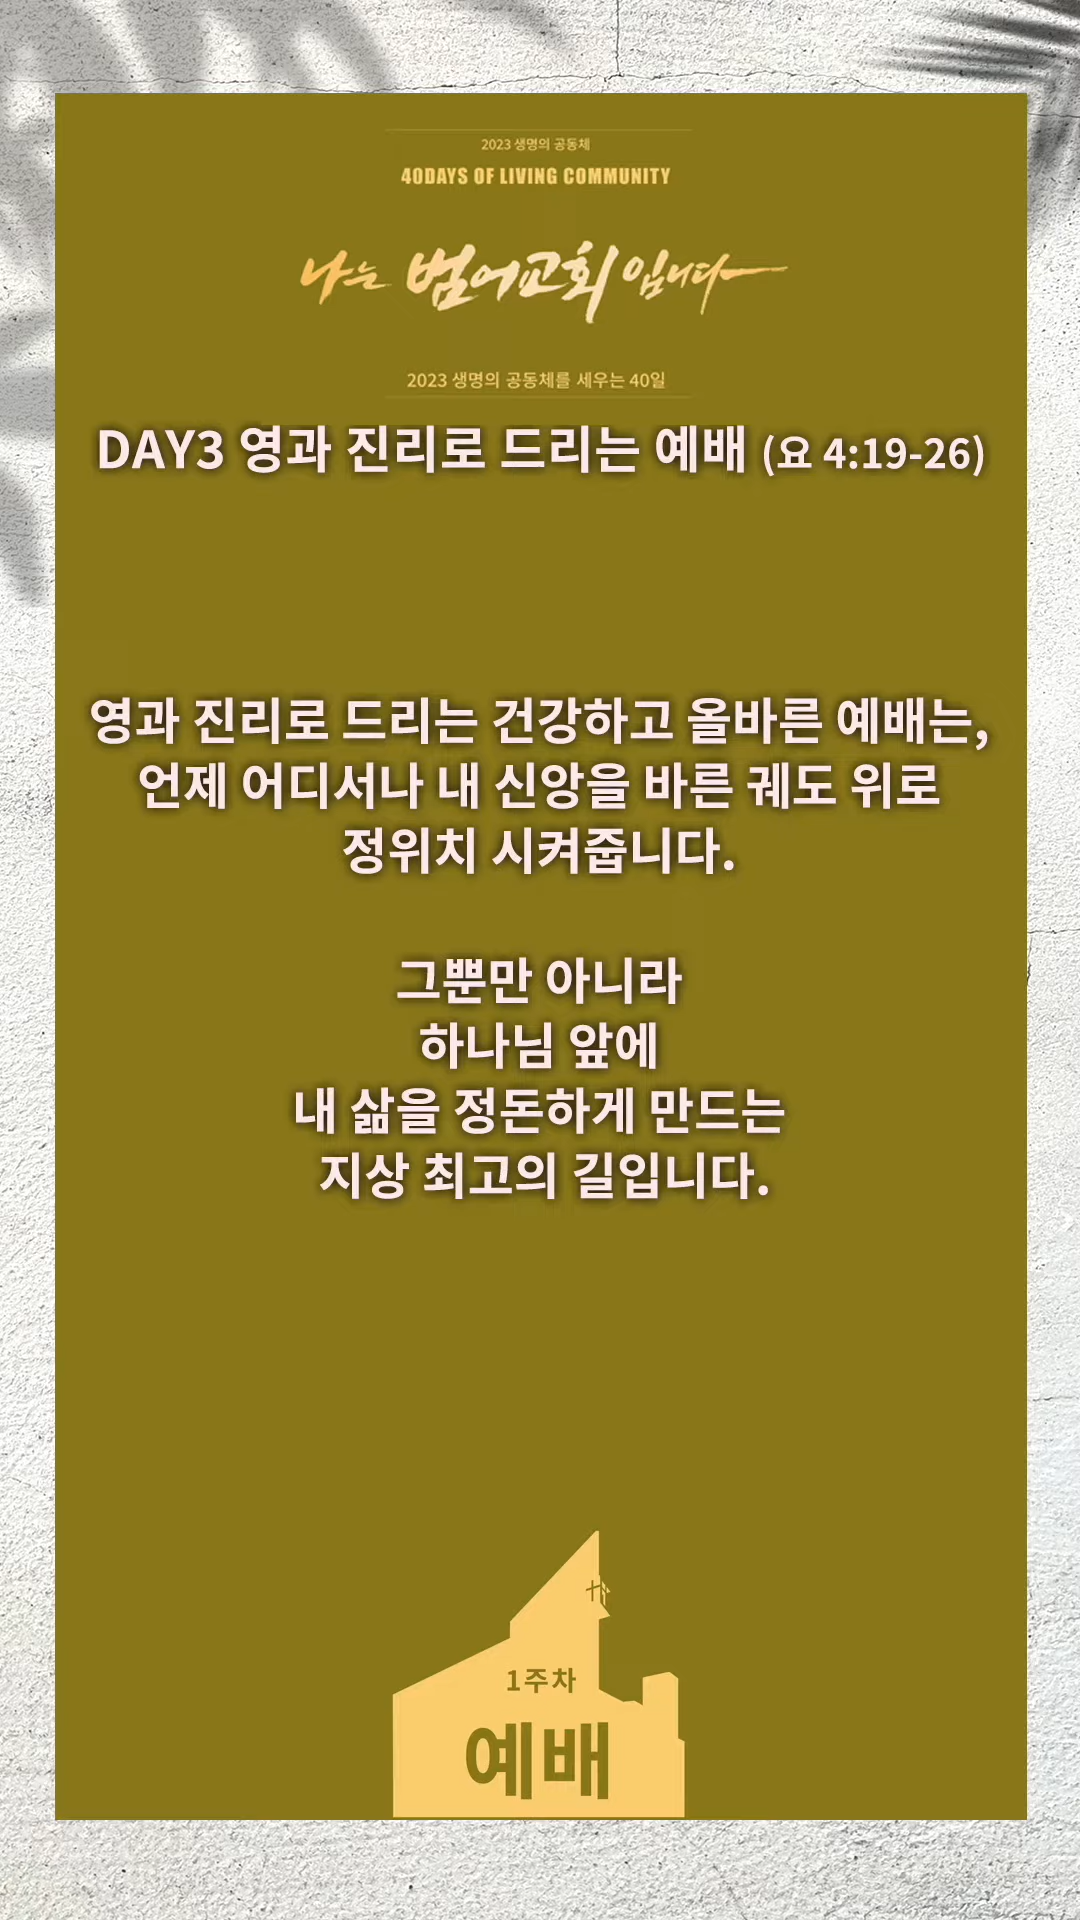 2023 생명의 공동체
40DAYS OF LIVING COMMUNITY
나는 범어교회 입니다
2023 생명의 공동체를 세우는 40일
DAY3 영과 진리로 드리는 예배 (요 4:19-26)
영과 진리로 드리는 건강하고 올바른 예배는,
언제 어디서나 내 신앙을 바른 궤도 위로
정위치 시켜줍니다.
그뿐만 아니라
하나님 앞에
내 삶을 정돈하게 만드는
지상 최고의 길입니다.
1주차
예배